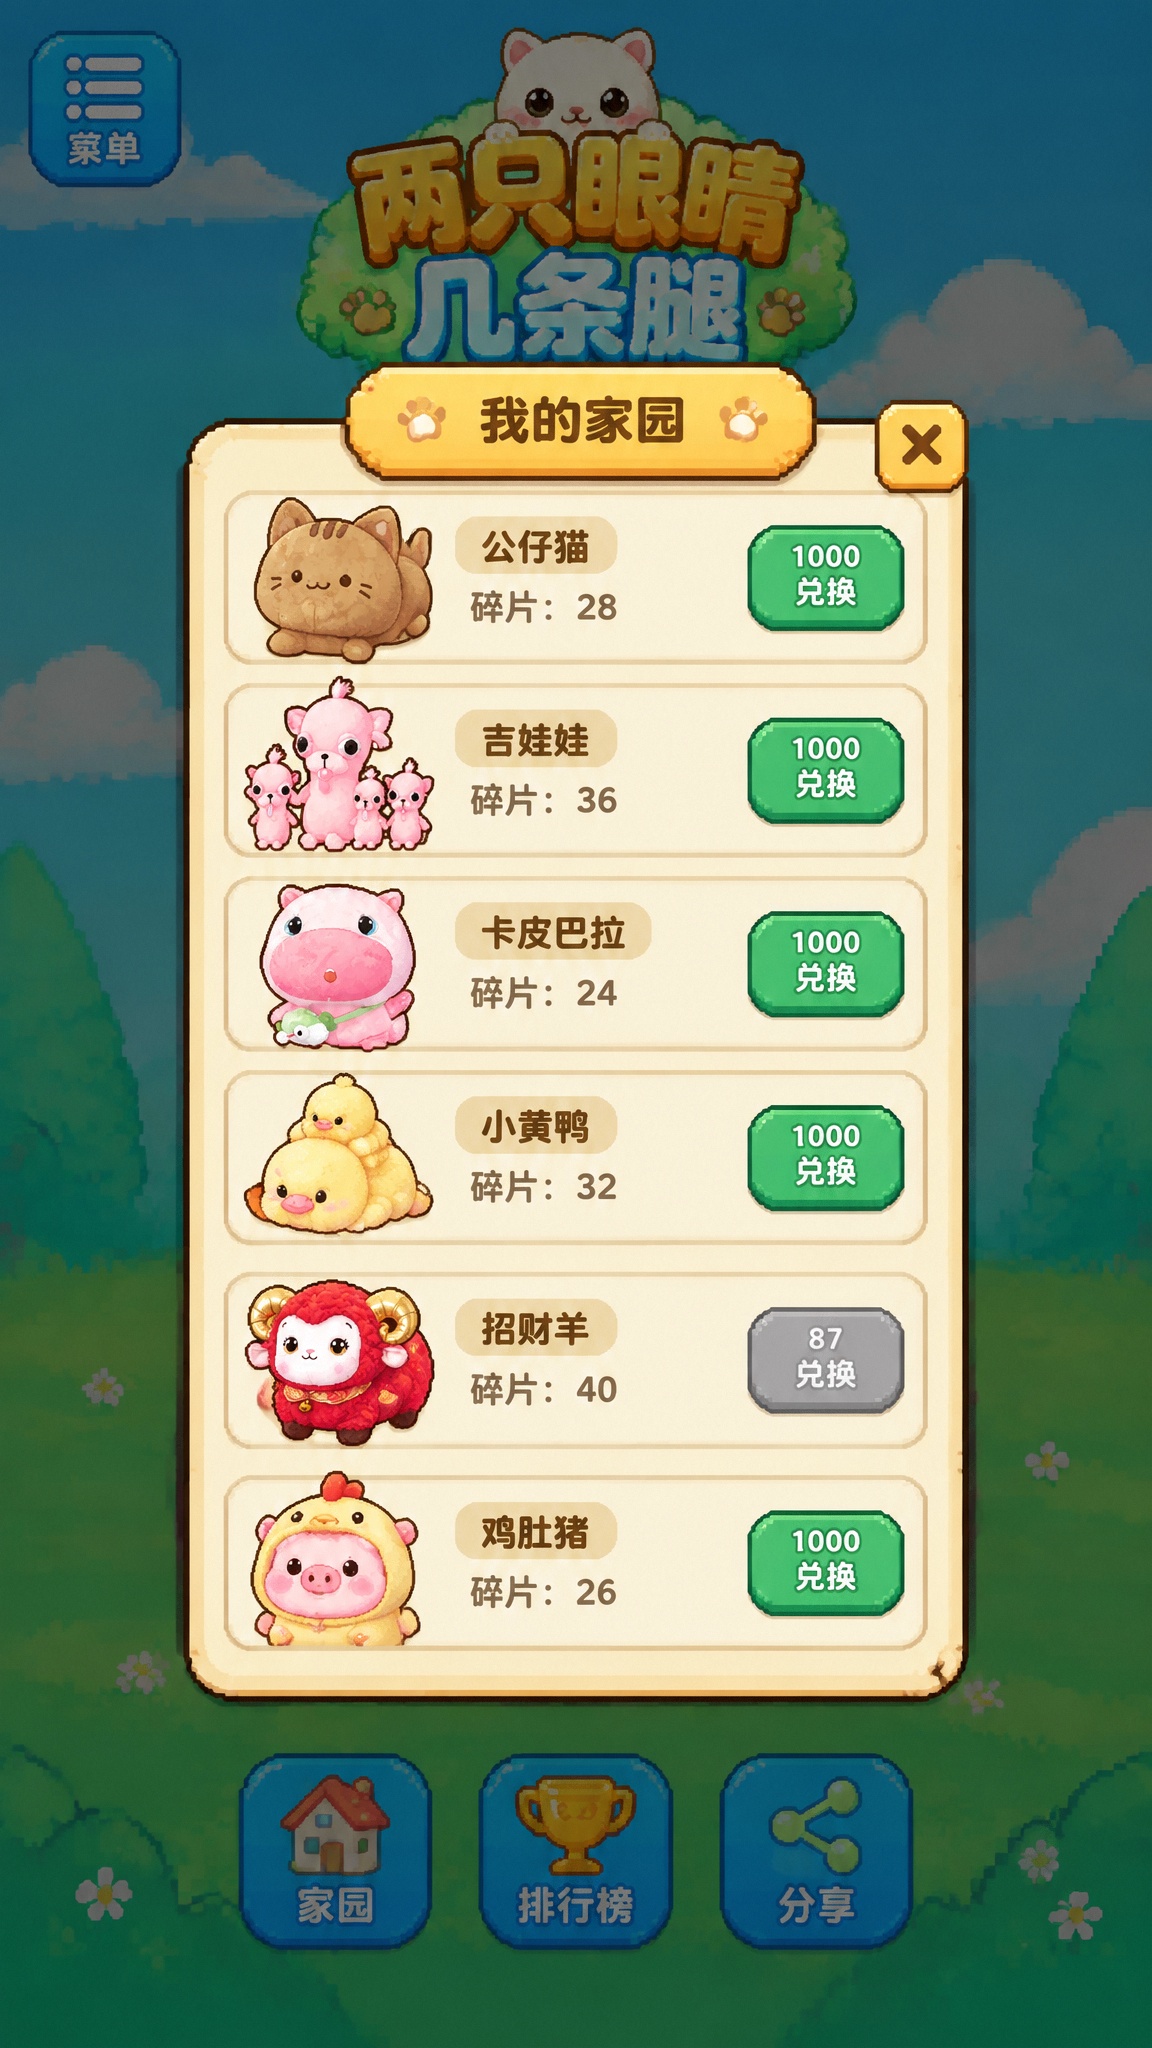 菜单
两只眼睛
几条腿
我的家园
公仔猫
碎片：28
1000
兑换
吉娃娃
碎片：36
1000
兑换
卡皮巴拉
碎片：24
1000
兑换
小黄鸭
碎片：32
1000
兑换
招财羊
碎片：40
87
兑换
鸡肚猪
碎片：26
1000
兑换
家园
排行榜
分享